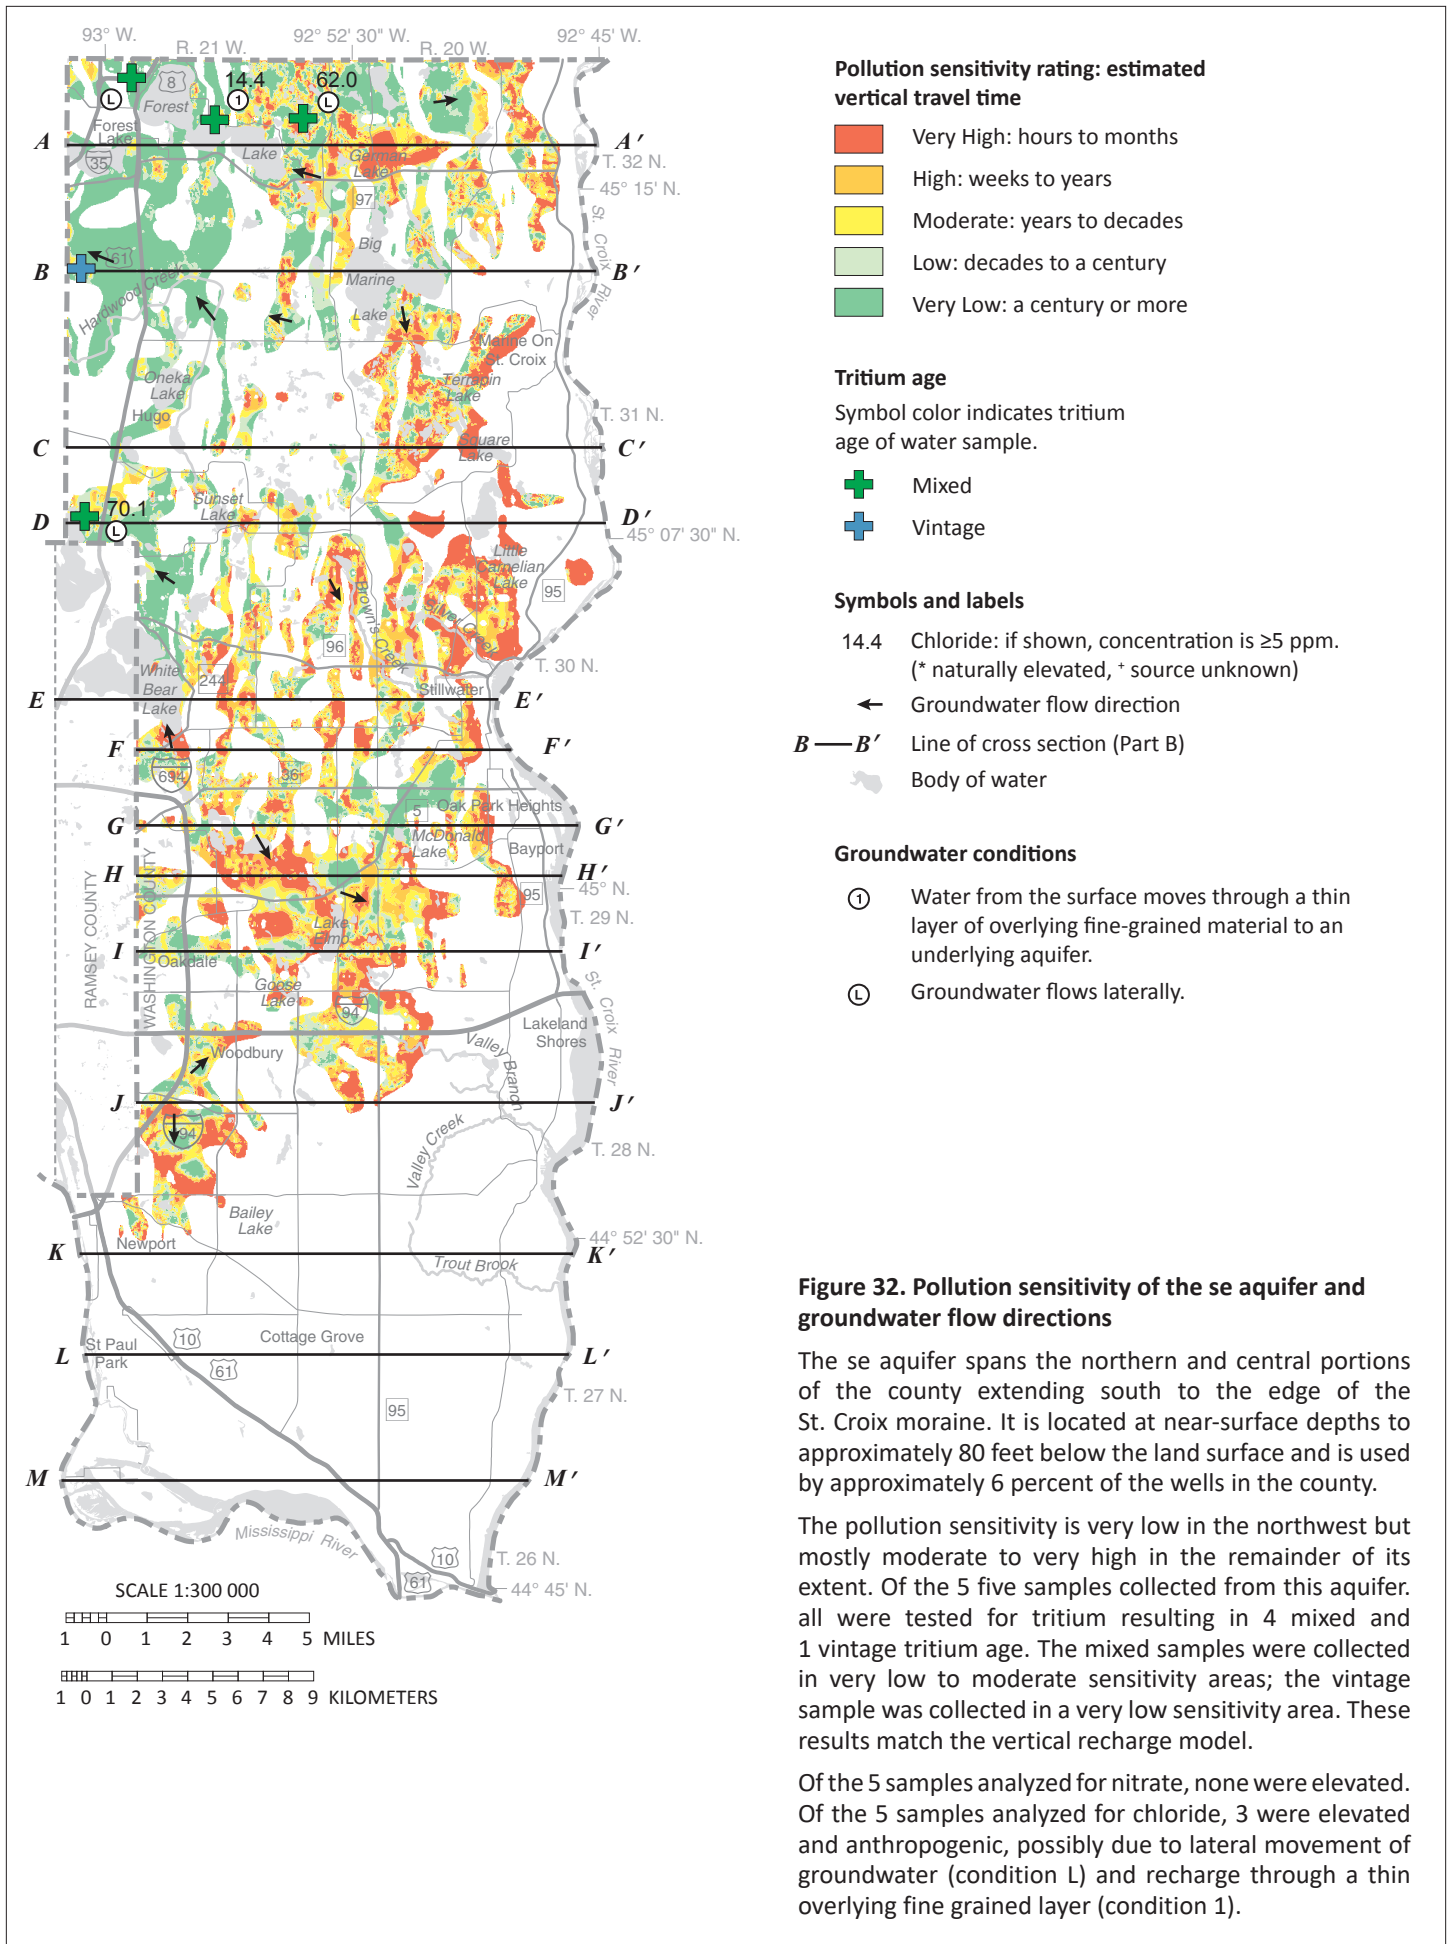 93° W.
R. 21 W.
92° 52' 30" W.
R. 20 W.
92° 45' W.
8
14.4
62.0
L
1
L
Forest
Forest
Lake
Lake
A
A′
35
German
Lake
T. 32 N.
45° 15' N.
97
St. Croix River
Big
Marine
Lake
B
61
B′
Hardwood Creek
Marine On
St. Croix
Oneka
Lake
Terrapin
Lake
Hugo
T. 31 N.
C
C′
Square
Lake
Sunset
Lake
70.1
D
D′
L
45° 07' 30" N.
Little
Carnelian
Lake
95
Brown's Creek
Silver Creek
96
T. 30 N.
White
Bear
Lake
244
Stillwater
E
E′
F
F′
694
36
5
Oak Park Heights
G
G′
McDonald
Lake
Bayport
H
H′
95
45° N.
T. 29 N.
RAMSEY COUNTY
WASHINGTON COUNTY
Lake
Elmo
I
I′
Oakdale
Goose
Lake
St. Croix River
94
Lakeland
Shores
Woodbury
Valley Branch
J
J′
94
Valley Creek
T. 28 N.
Bailey
Lake
Newport
44° 52' 30" N.
K
K′
Trout Brook
10
Cottage Grove
St Paul
Park
L
L′
61
T. 27 N.
95
M
M′
Mississippi River
10
T. 26 N.
61
44° 45' N.
SCALE 1:300 000
1 0 1 2 3 4 5 MILES
1 0 1 2 3 4 5 6 7 8 9 KILOMETERS
Pollution sensitivity rating: estimated
vertical travel time
Very High: hours to months
High: weeks to years
Moderate: years to decades
Low: decades to a century
Very Low: a century or more
Tritium age
Symbol color indicates tritium
age of water sample.
Mixed
Vintage
Symbols and labels
14.4 Chloride: if shown, concentration is ≥5 ppm.
(* naturally elevated, ⁺ source unknown)
Groundwater flow direction
B — B′ Line of cross section (Part B)
Body of water
Groundwater conditions
1 Water from the surface moves through a thin
layer of overlying fine-grained material to an
underlying aquifer.
L Groundwater flows laterally.
Figure 32. Pollution sensitivity of the se aquifer and
groundwater flow directions
The se aquifer spans the northern and central portions
of the county extending south to the edge of the
St. Croix moraine. It is located at near-surface depths to
approximately 80 feet below the land surface and is used
by approximately 6 percent of the wells in the county.
The pollution sensitivity is very low in the northwest but
mostly moderate to very high in the remainder of its
extent. Of the 5 five samples collected from this aquifer.
all were tested for tritium resulting in 4 mixed and
1 vintage tritium age. The mixed samples were collected
in very low to moderate sensitivity areas; the vintage
sample was collected in a very low sensitivity area. These
results match the vertical recharge model.
Of the 5 samples analyzed for nitrate, none were elevated.
Of the 5 samples analyzed for chloride, 3 were elevated
and anthropogenic, possibly due to lateral movement of
groundwater (condition L) and recharge through a thin
overlying fine grained layer (condition 1).